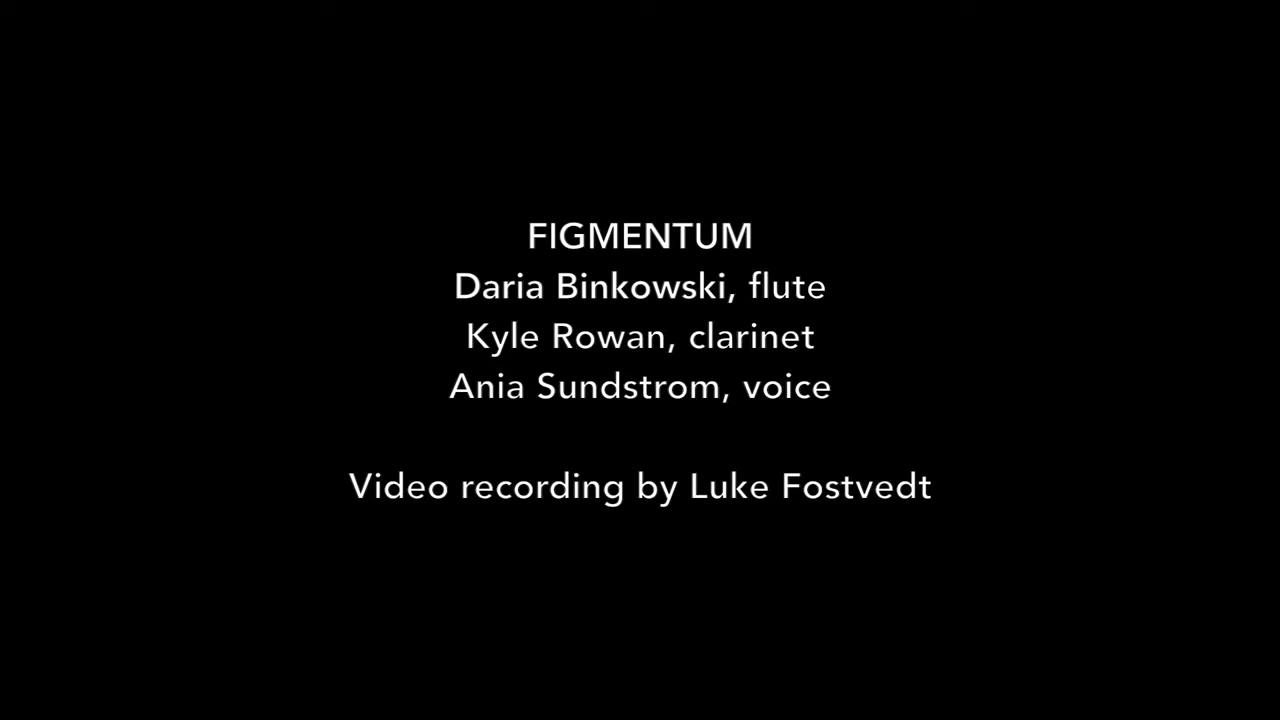 FIGMENTUM
Daria Binkowski, flute
Kyle Rowan, clarinet
Ania Sundstrom, voice
Video recording by Luke Fostvedt